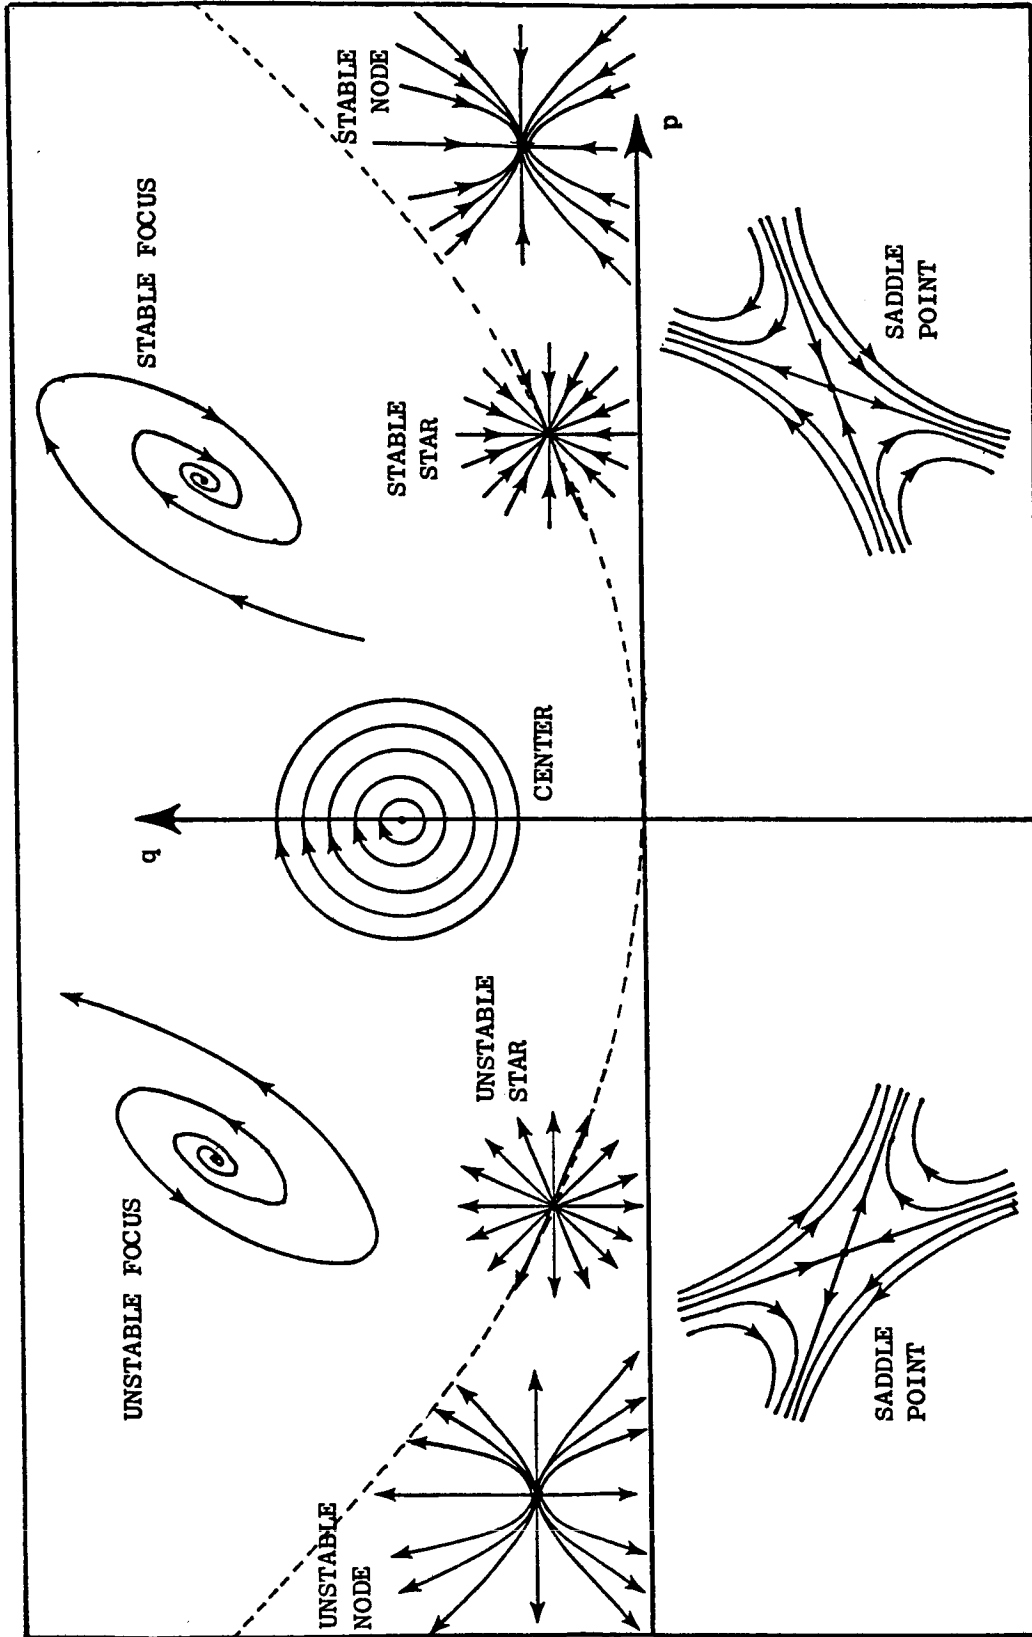 UNSTABLE FOCUS
STABLE FOCUS
q
UNSTABLE
NODE
UNSTABLE
STAR
CENTER
STABLE
STAR
STABLE
NODE
p
SADDLE
POINT
SADDLE
POINT